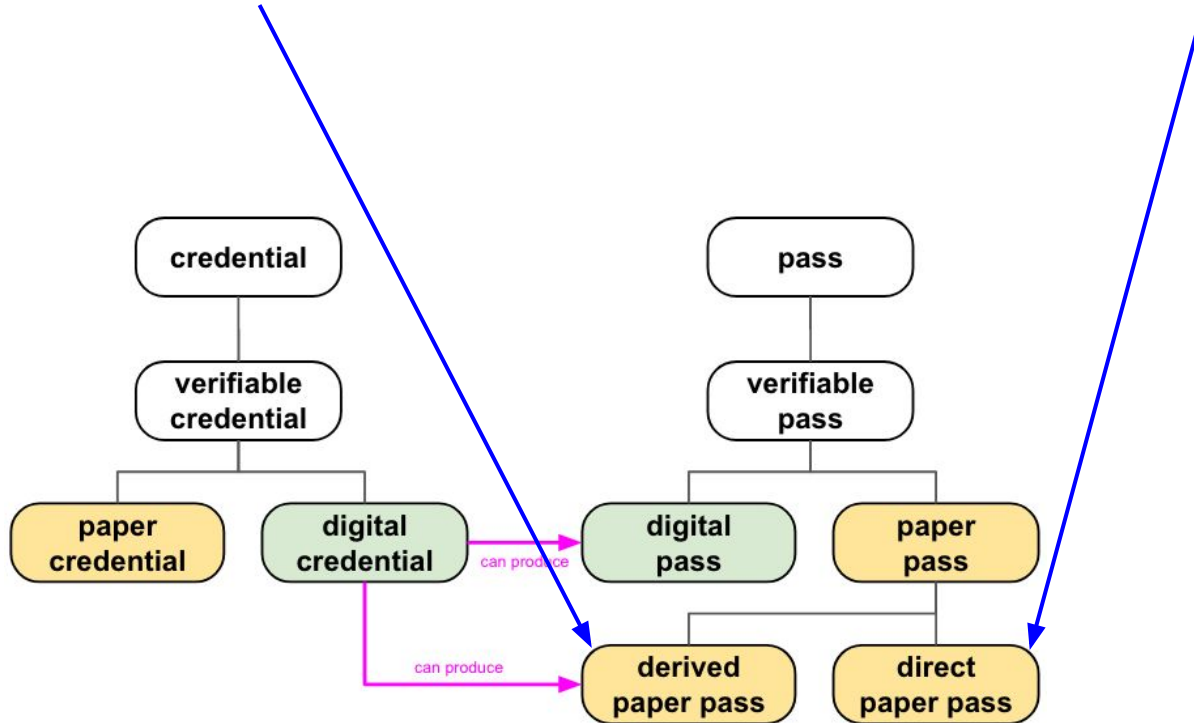 credential
pass
verifiable
credential
verifiable
pass
paper
credential
digital
credential
can produce
digital
pass
paper
pass
can produce
derived
paper pass
direct
paper pass